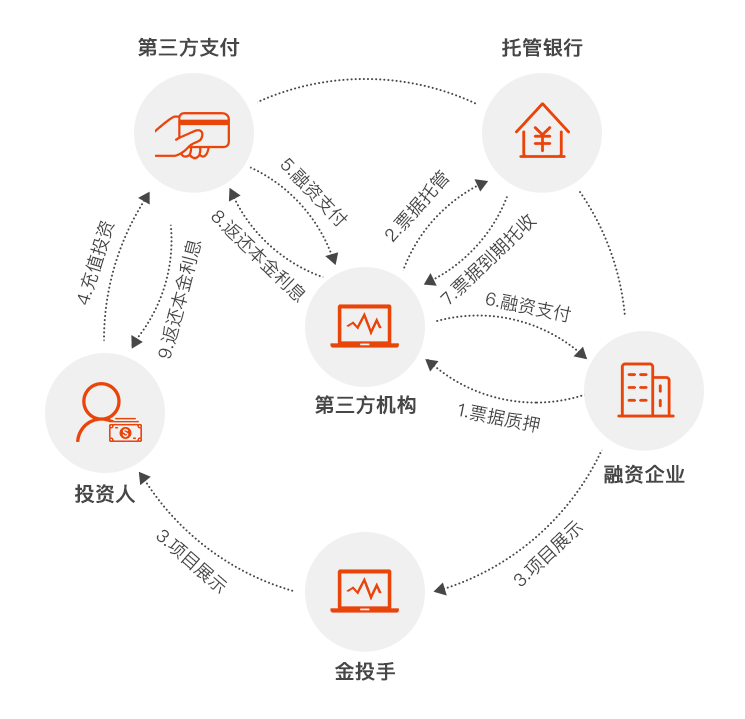 第三方支付
托管银行
5.融资支付
2.票据托管
8.返还本金利息
4.充值投资
7.票据到期托收
9.返还本金利息
6.融资支付
第三方机构
1.票据质押
融资企业
投资人
3.项目展示
3.项目展示
金投手